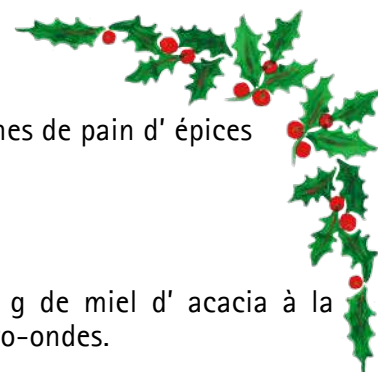 nes de pain d' épices
g de miel d' acacia à la
o-ondes.